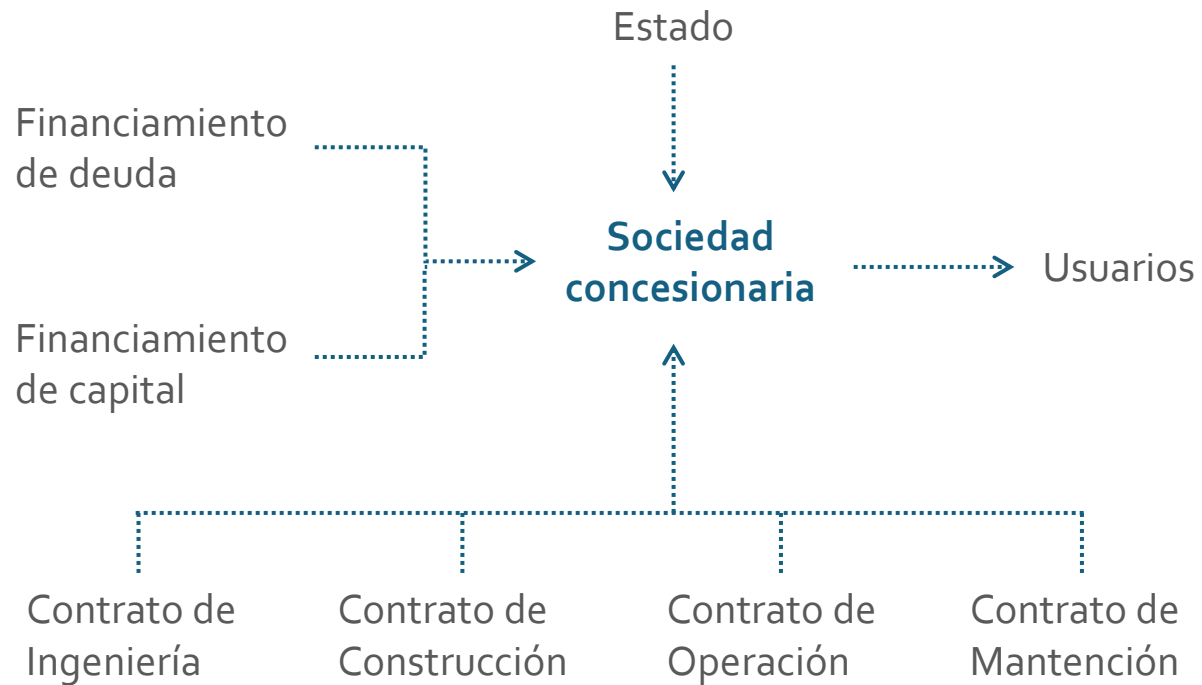 Estado
Financiamiento
de deuda
Sociedad
concesionaria
Usuarios
Financiamiento
de capital
Contrato de
Ingeniería
Contrato de
Construcción
Contrato de
Operación
Contrato de
Mantención